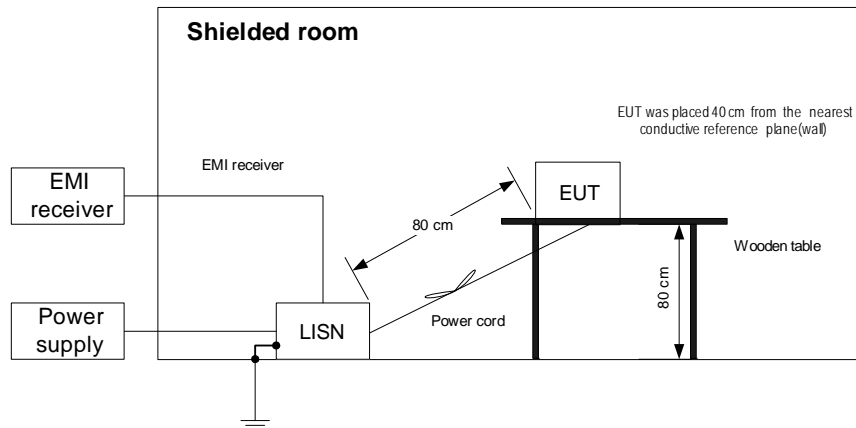 Shielded room
EUT was placed 40 cm from the nearest
conductive reference plane(wall)
EMI receiver
EMI
receiver
EUT
80 cm
Wooden table
80 cm
Power
supply
LISN
Power cord